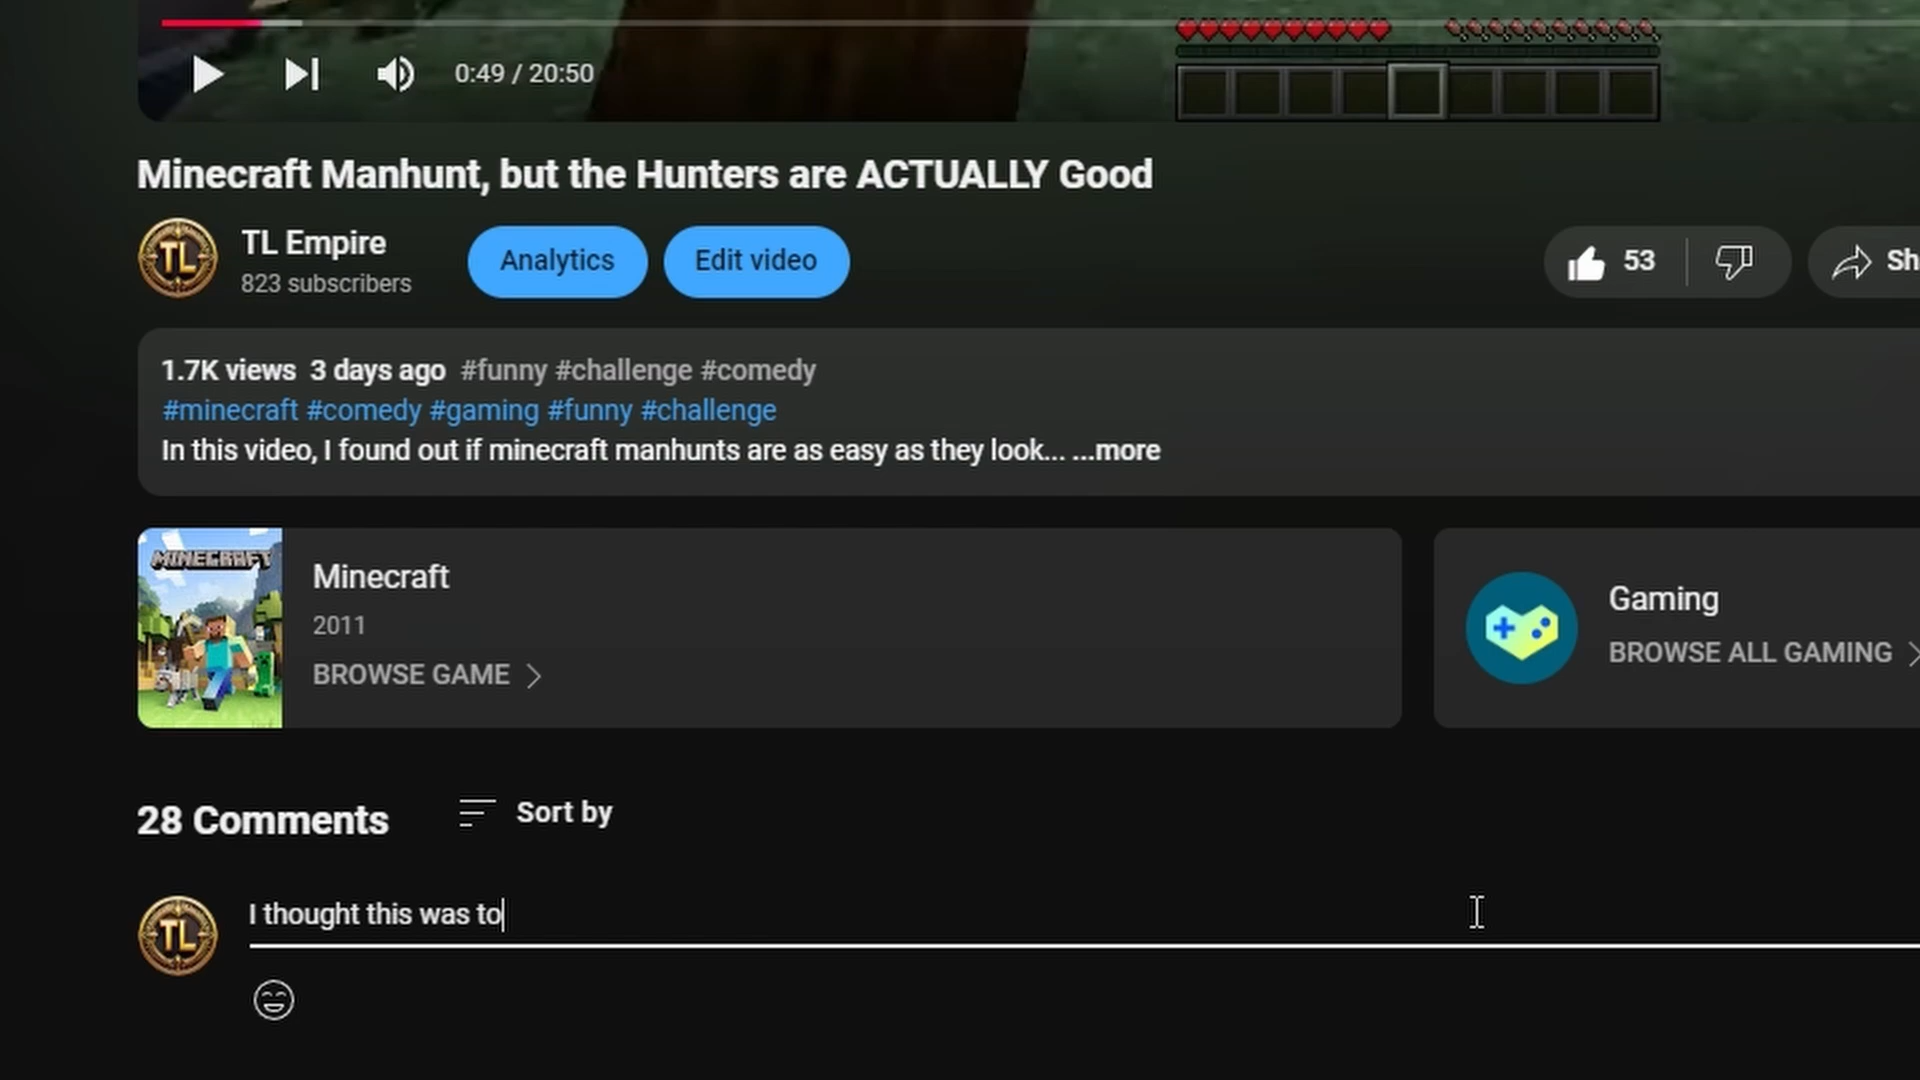 0:49 / 20:50
Minecraft Manhunt, but the Hunters are ACTUALLY Good
TL
TL Empire
823 subscribers
Analytics
Edit video
53
Sh
1.7K views 3 days ago #funny #challenge #comedy
#minecraft #comedy #gaming #funny #challenge
In this video, I found out if minecraft manhunts are as easy as they look... ...more
MINECRAFT
Minecraft
2011
BROWSE GAME
Gaming
BROWSE ALL GAMING
28 Comments
Sort by
TL
I thought this was to